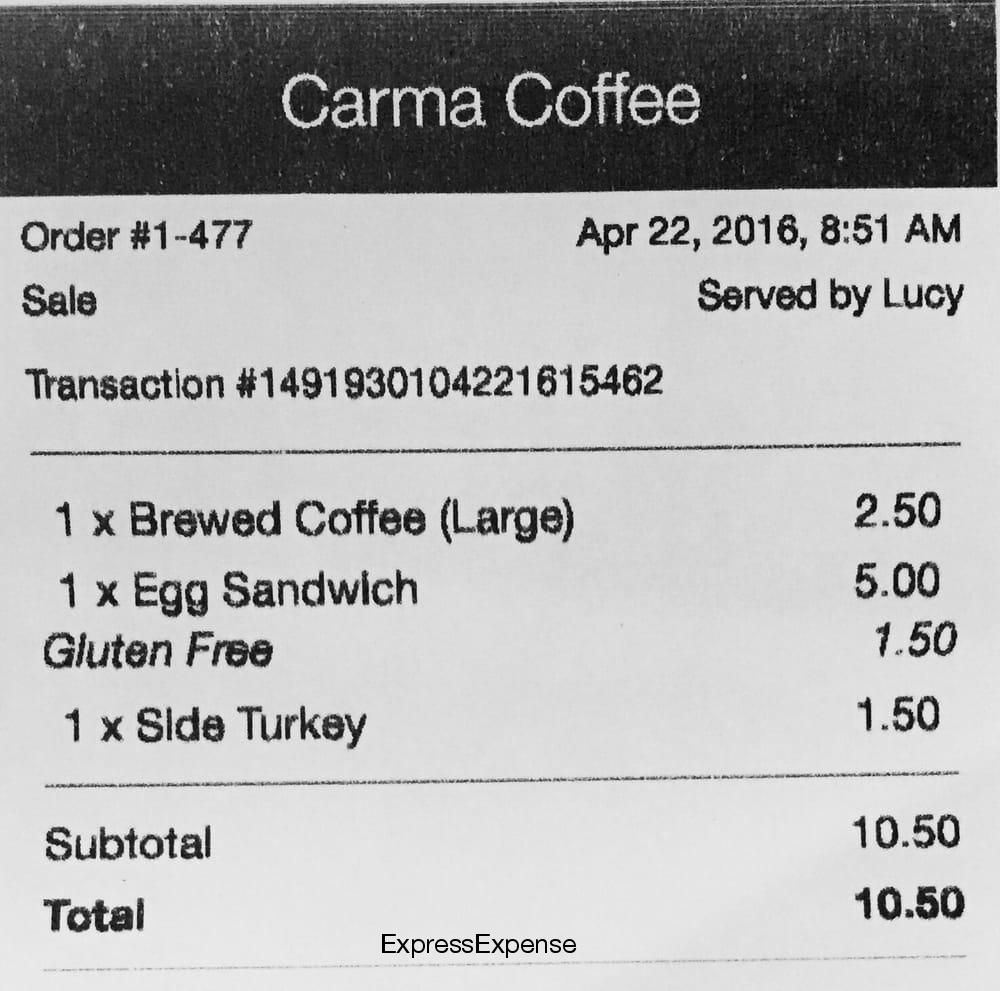 Carma Coffee
Order #1-477 Apr 22, 2016, 8:51 AM
Sale Served by Lucy
Transaction #1491930104221615462
1 x Brewed Coffee (Large) 2.50
1 x Egg Sandwich 5.00
Gluten Free 1.50
1 x Side Turkey 1.50
Subtotal 10.50
Total 10.50
ExpressExpense